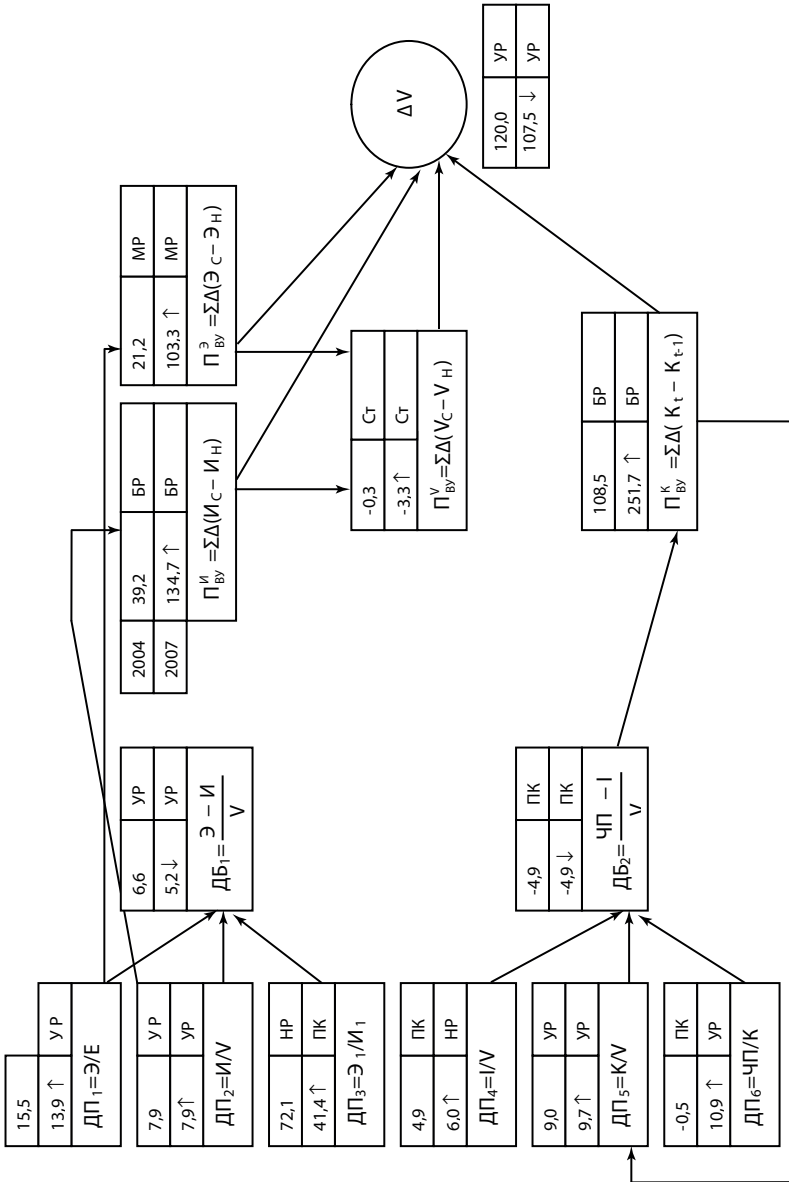 15,5
13,9 ↑ У Р
ДП₁=Э/Е
7,9 У Р
7,9↑ УР
ДП₂=И/V
72,1 НР
41,4 ↑ ПК
ДП₃=Э₁/И₁
4,9 ПК
6,0↑ НР
ДП₄=I/V
9,0 УР
9,7↑ УР
ДП₅=К/V
-0,5 ПК
10,9 ↑ УР
ДП₆=ЧП/К
6,6 УР
5,2↓ УР
ДБ₁= Э – И / V
-4,9 ПК
-4,9 ↓ ПК
ДБ₂= ЧП – I / V
2004 39,2 БР
2007 134,7 ↑ БР
П^И_ВУ =ΣΔ(И_С – И_Н)
21,2 МР
103,3 ↑ МР
П^Э_ВУ =ΣΔ(Э_С – Э_Н)
-0,3 Ст
-3,3↑ Ст
П^V_ВУ=ΣΔ(V_С – V_Н)
108,5 БР
251,7 ↑ БР
П^К_ВУ =ΣΔ( К_t – К_t-1)
ΔV
120,0 УР
107,5 ↓ УР